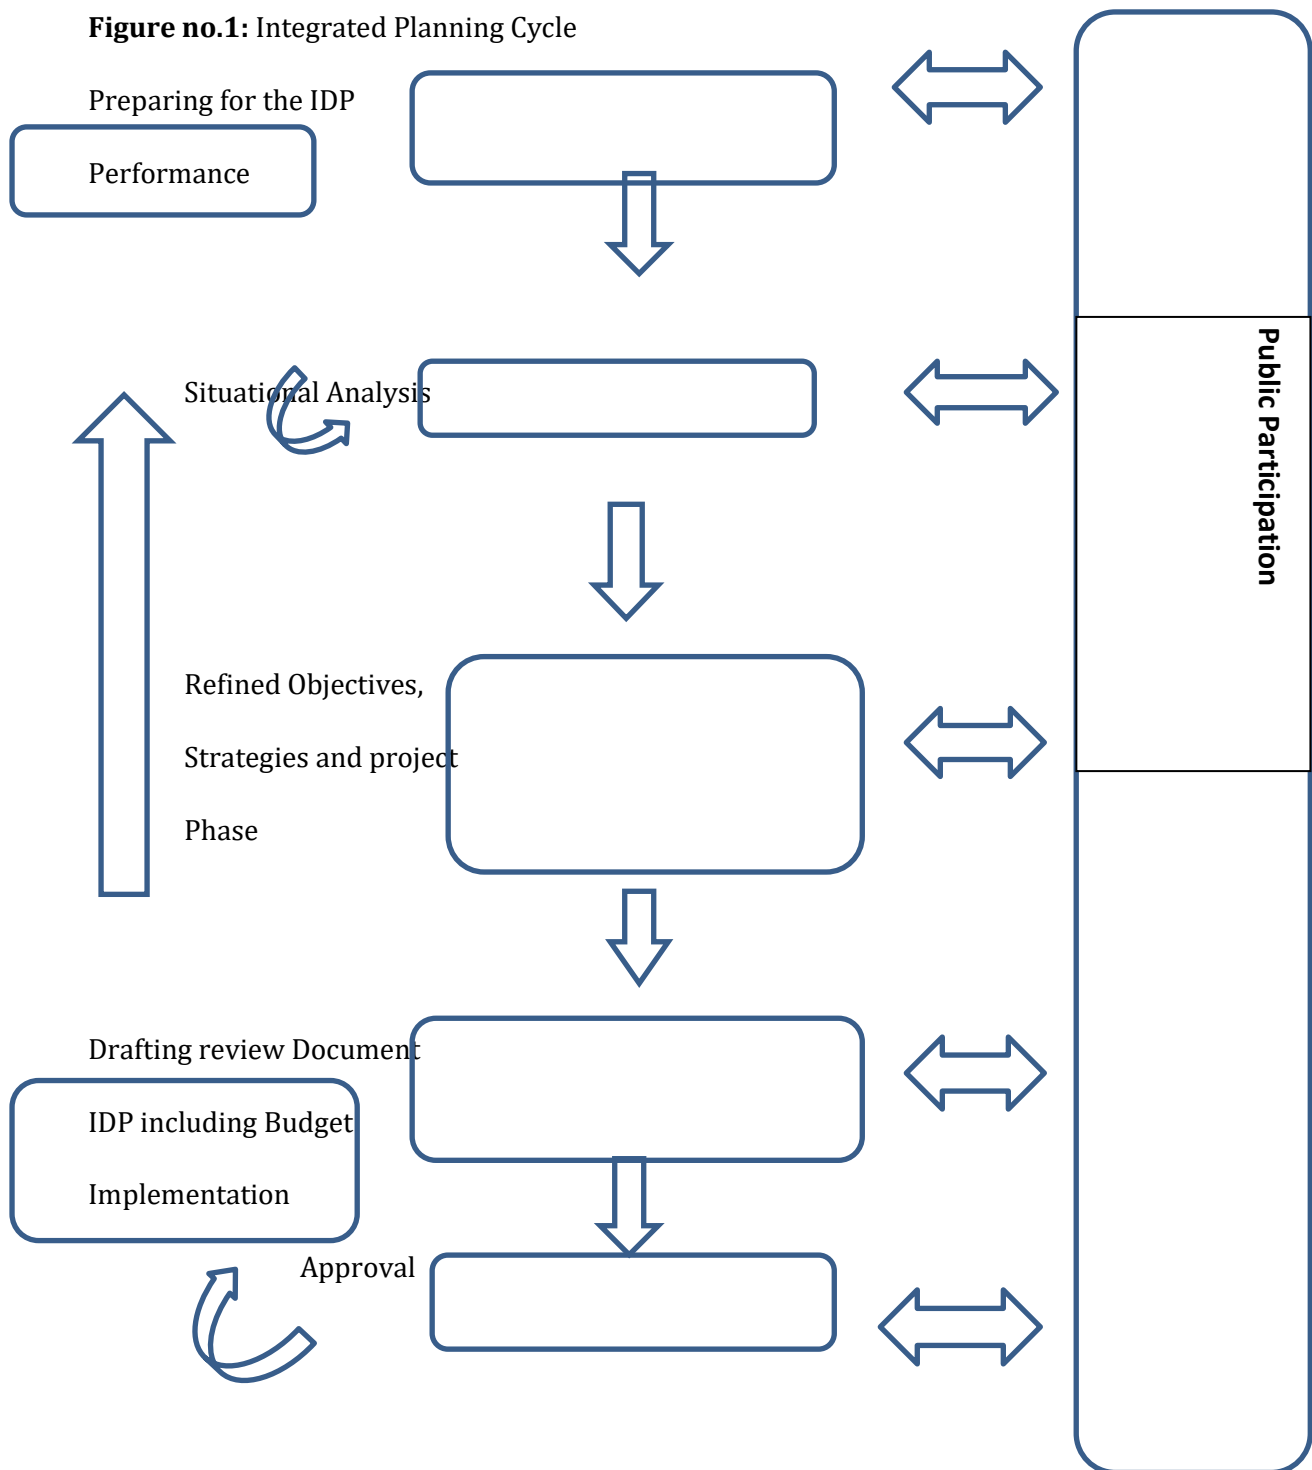 Figure no.1: Integrated Planning Cycle
Preparing for the IDP
Performance
Situational Analysis
Refined Objectives,
Strategies and project
Phase
Drafting review Document
IDP including Budget
Implementation
Approval
Public Participation